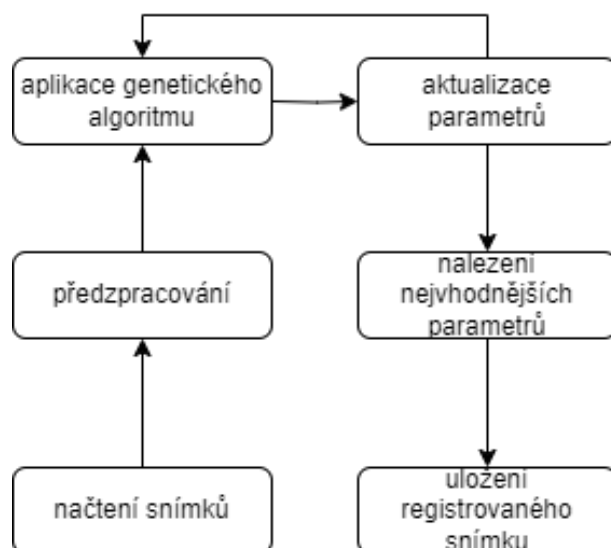 aplikace genetického
algoritmu
aktualizace
parametrů
předzpracování
nalezení
nejvhodnějších
parametrů
načtení snímků
uložení
registrovaného
snímku